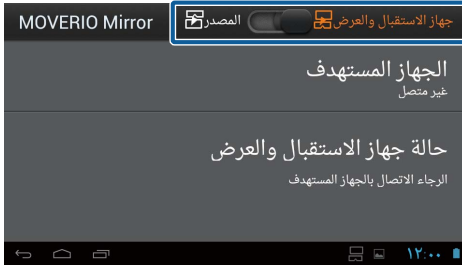 MOVERIO Mirror
جهاز الاستقبال والعرض
المصدر
الجهاز المستهدف
غير متصل
حالة جهاز الاستقبال والعرض
الرجاء الاتصال بالجهاز المستهدف
١٢:٠٠